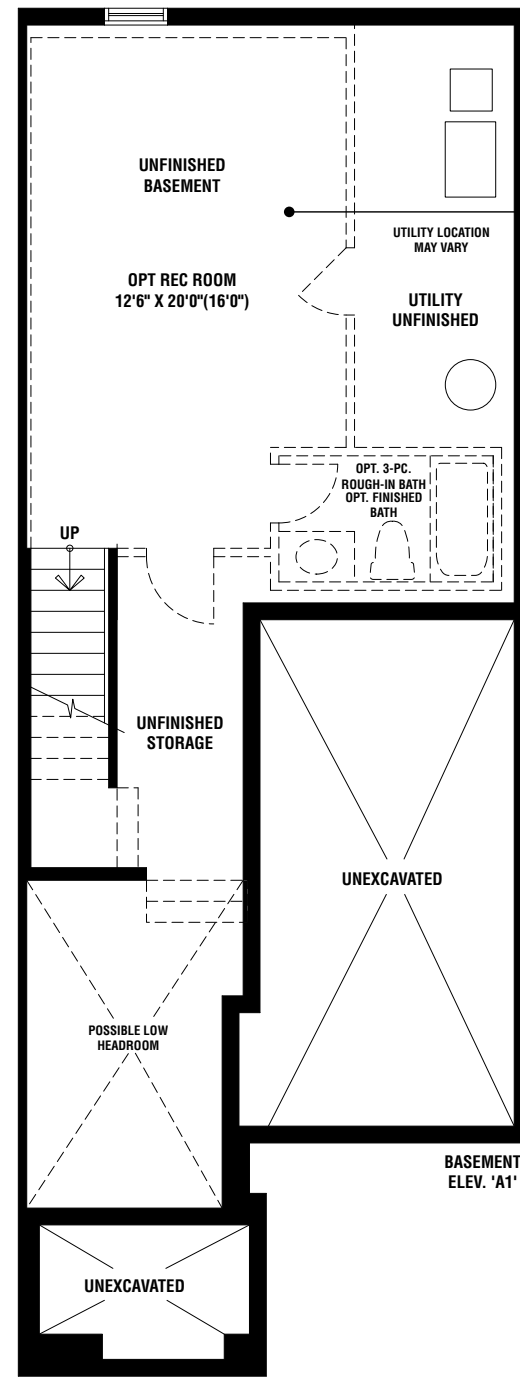 UNFINISHED
BASEMENT
UTILITY LOCATION
MAY VARY
OPT REC ROOM
12'6" X 20'0"(16'0")
UTILITY
UNFINISHED
OPT. 3-PC.
ROUGH-IN BATH
OPT. FINISHED
BATH
UP
UNFINISHED
STORAGE
UNEXCAVATED
POSSIBLE LOW
HEADROOM
BASEMENT
ELEV. 'A1'
UNEXCAVATED